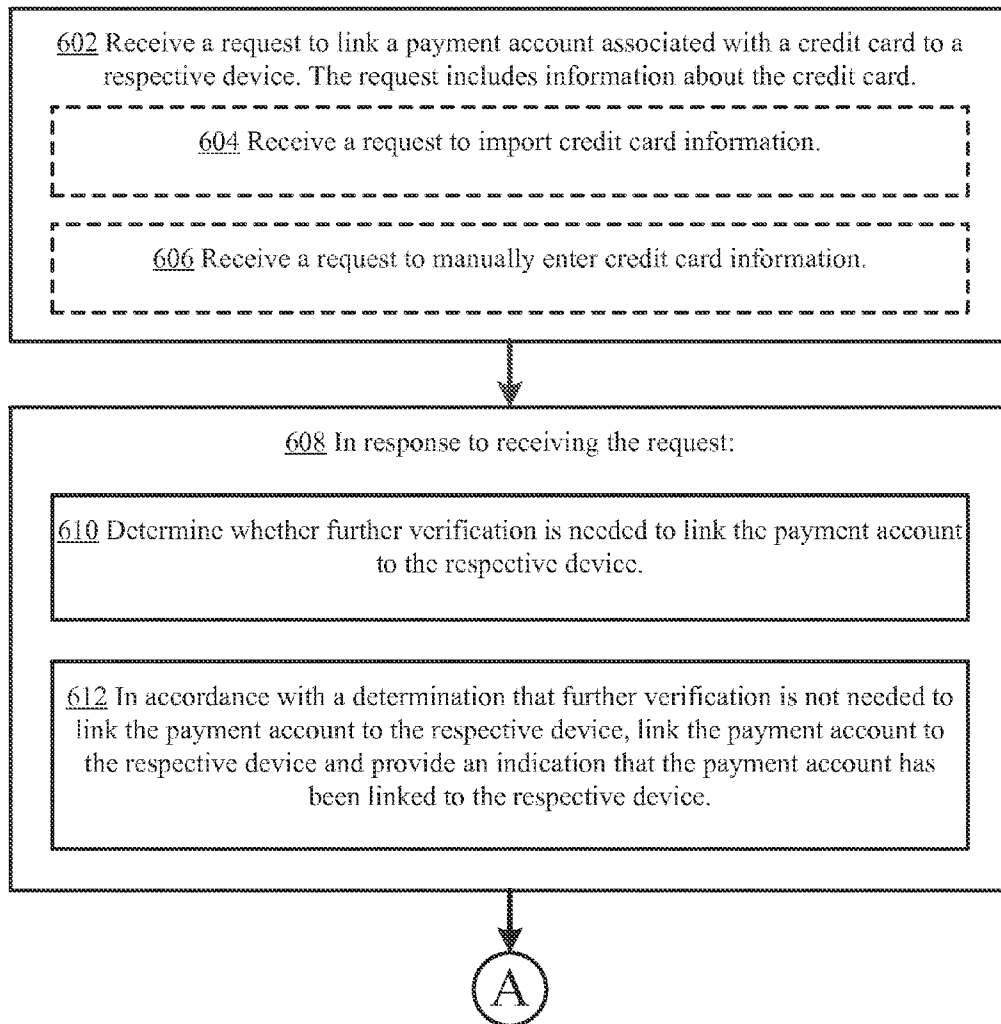 602 Receive a request to link a payment account associated with a credit card to a
respective device. The request includes information about the credit card.
604 Receive a request to import credit card information.
606 Receive a request to manually enter credit card information.
608 In response to receiving the request:
610 Determine whether further verification is needed to link the payment account
to the respective device.
612 In accordance with a determination that further verification is not needed to
link the payment account to the respective device, link the payment account to
the respective device and provide an indication that the payment account has
been linked to the respective device.
A